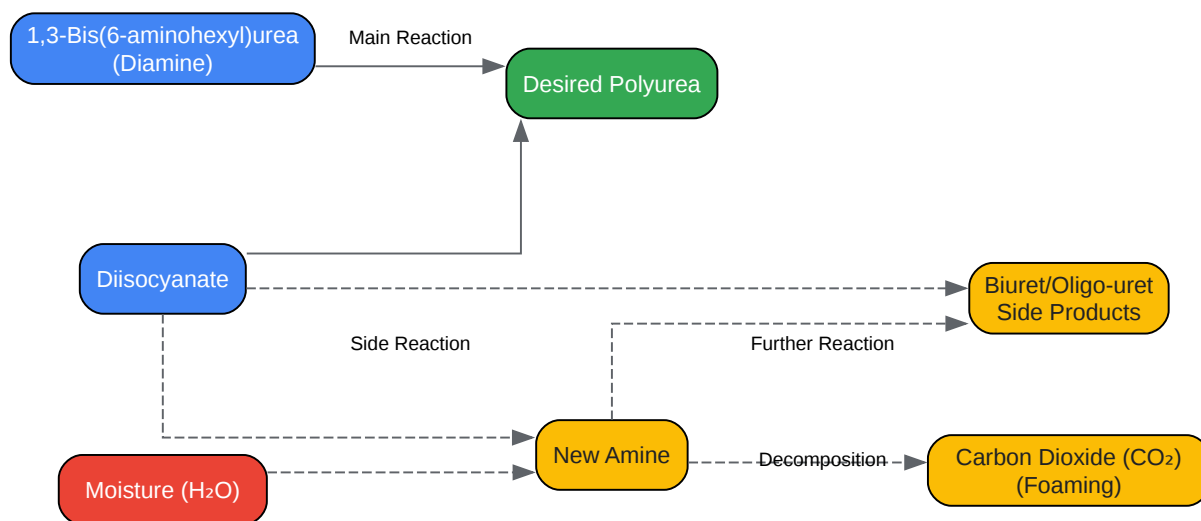 1,3-Bis(6-aminohexyl)urea
(Diamine)
Main Reaction
Desired Polyurea
Diisocyanate
Biuret/Oligo-uret
Side Products
Side Reaction
Further Reaction
New Amine
Decomposition
Carbon Dioxide (CO₂)
(Foaming)
Moisture (H₂O)